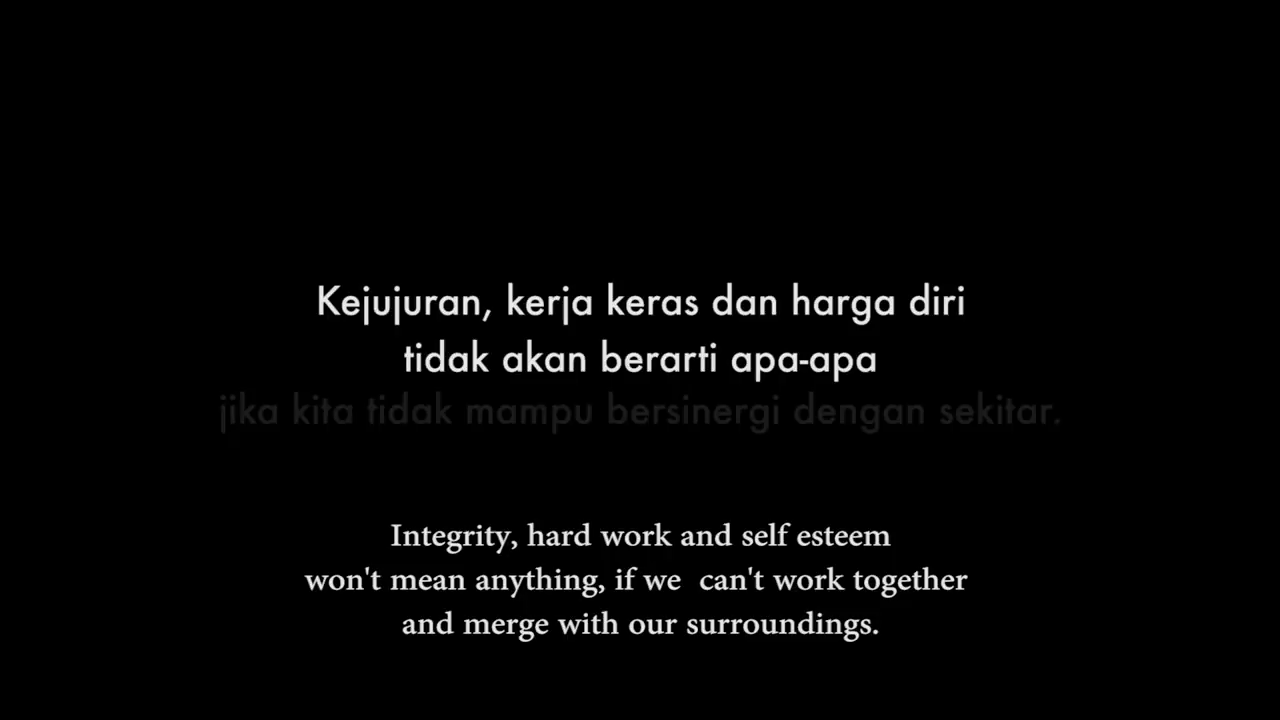 Kejujuran, kerja keras dan harga diri
tidak akan berarti apa-apa
jika kita tidak mampu bersinergi dengan sekitar.
Integrity, hard work and self esteem
won't mean anything, if we  can't work together
and merge with our surroundings.